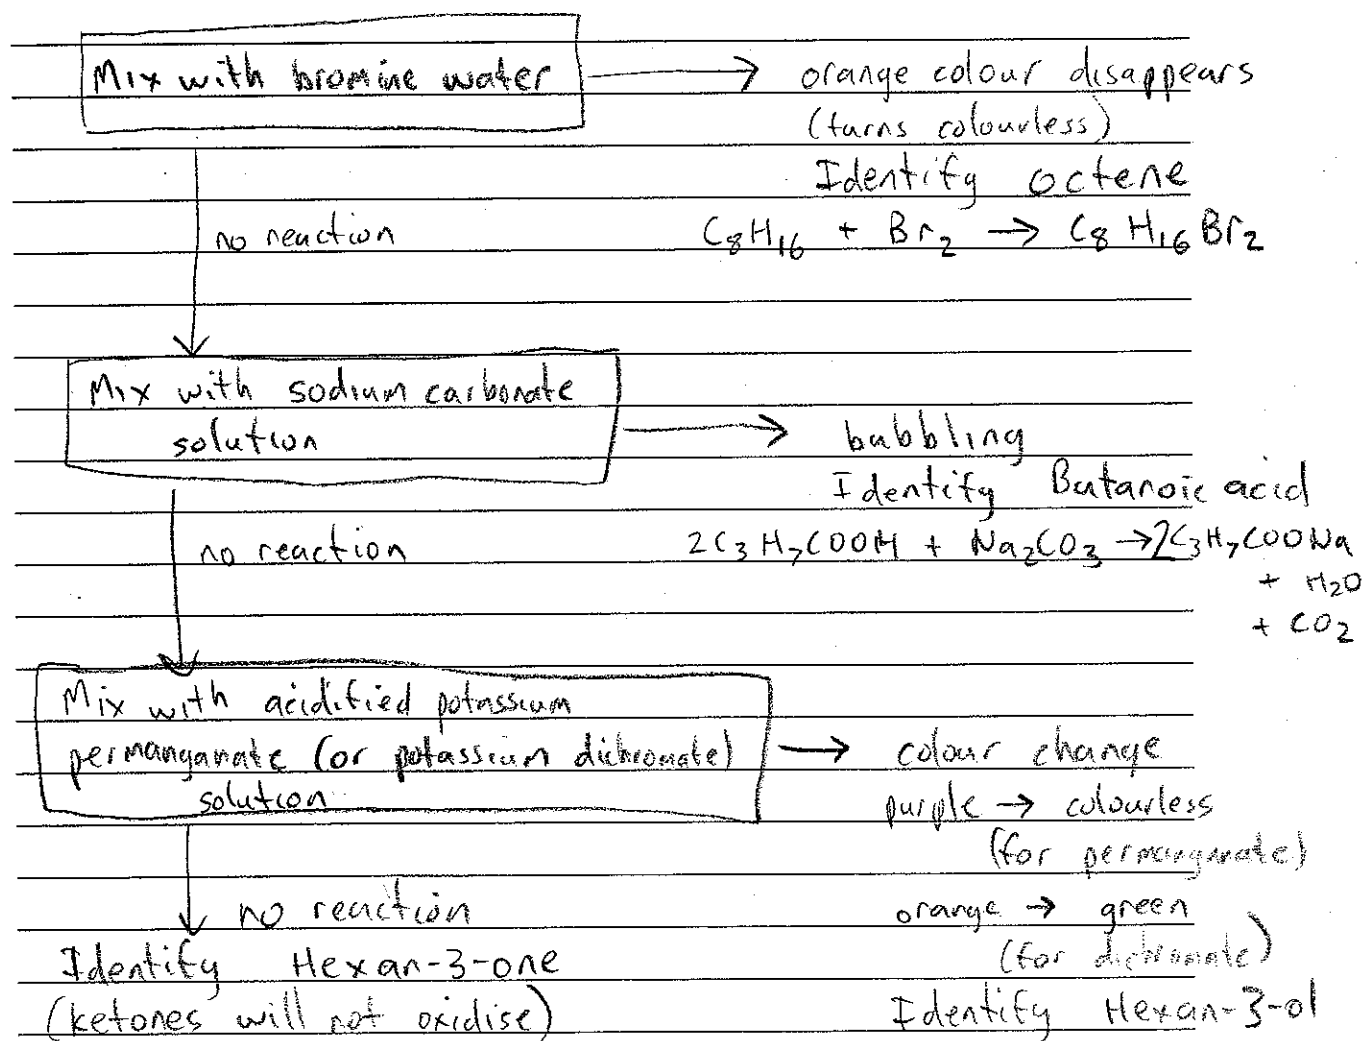 Mix with bromine water → orange colour disappears
(turns colourless)
Identify octene
no reaction
C₈H₁₆ + Br₂ → C₈H₁₆Br₂
Mix with sodium carbonate
solution → bubbling
Identify Butanoic acid
no reaction
2C₃H₇COOH + Na₂CO₃ → 2C₃H₇COONa
+ H₂O
+ CO₂
Mix with acidified potassium
permanganate (or potassium dichromate) → colour change
solution
purple → colourless
(for permanganate)
no reaction
orange → green
(for dichromate)
Identify Hexan-3-one
(ketones will not oxidise)
Identify Hexan-3-ol